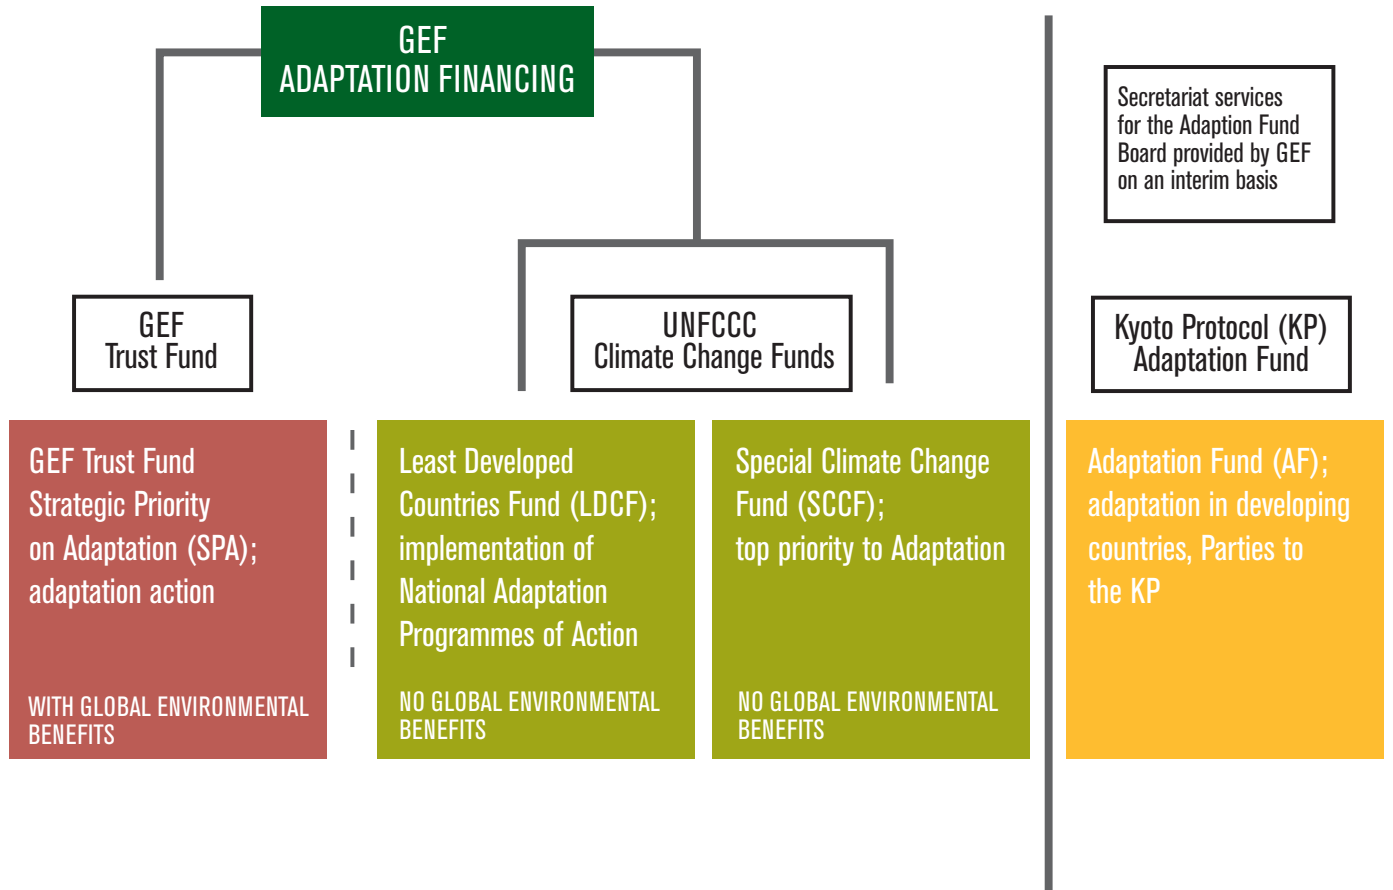 GEF
ADAPTATION FINANCING
Secretariat services
for the Adaption Fund
Board provided by GEF
on an interim basis
GEF
Trust Fund
UNFCCC
Climate Change Funds
Kyoto Protocol (KP)
Adaptation Fund
GEF Trust Fund
Strategic Priority
on Adaptation (SPA);
adaptation action
WITH GLOBAL ENVIRONMENTAL
BENEFITS
Least Developed
Countries Fund (LDCF);
implementation of
National Adaptation
Programmes of Action
NO GLOBAL ENVIRONMENTAL
BENEFITS
Special Climate Change
Fund (SCCF);
top priority to Adaptation
NO GLOBAL ENVIRONMENTAL
BENEFITS
Adaptation Fund (AF);
adaptation in developing
countries, Parties to
the KP